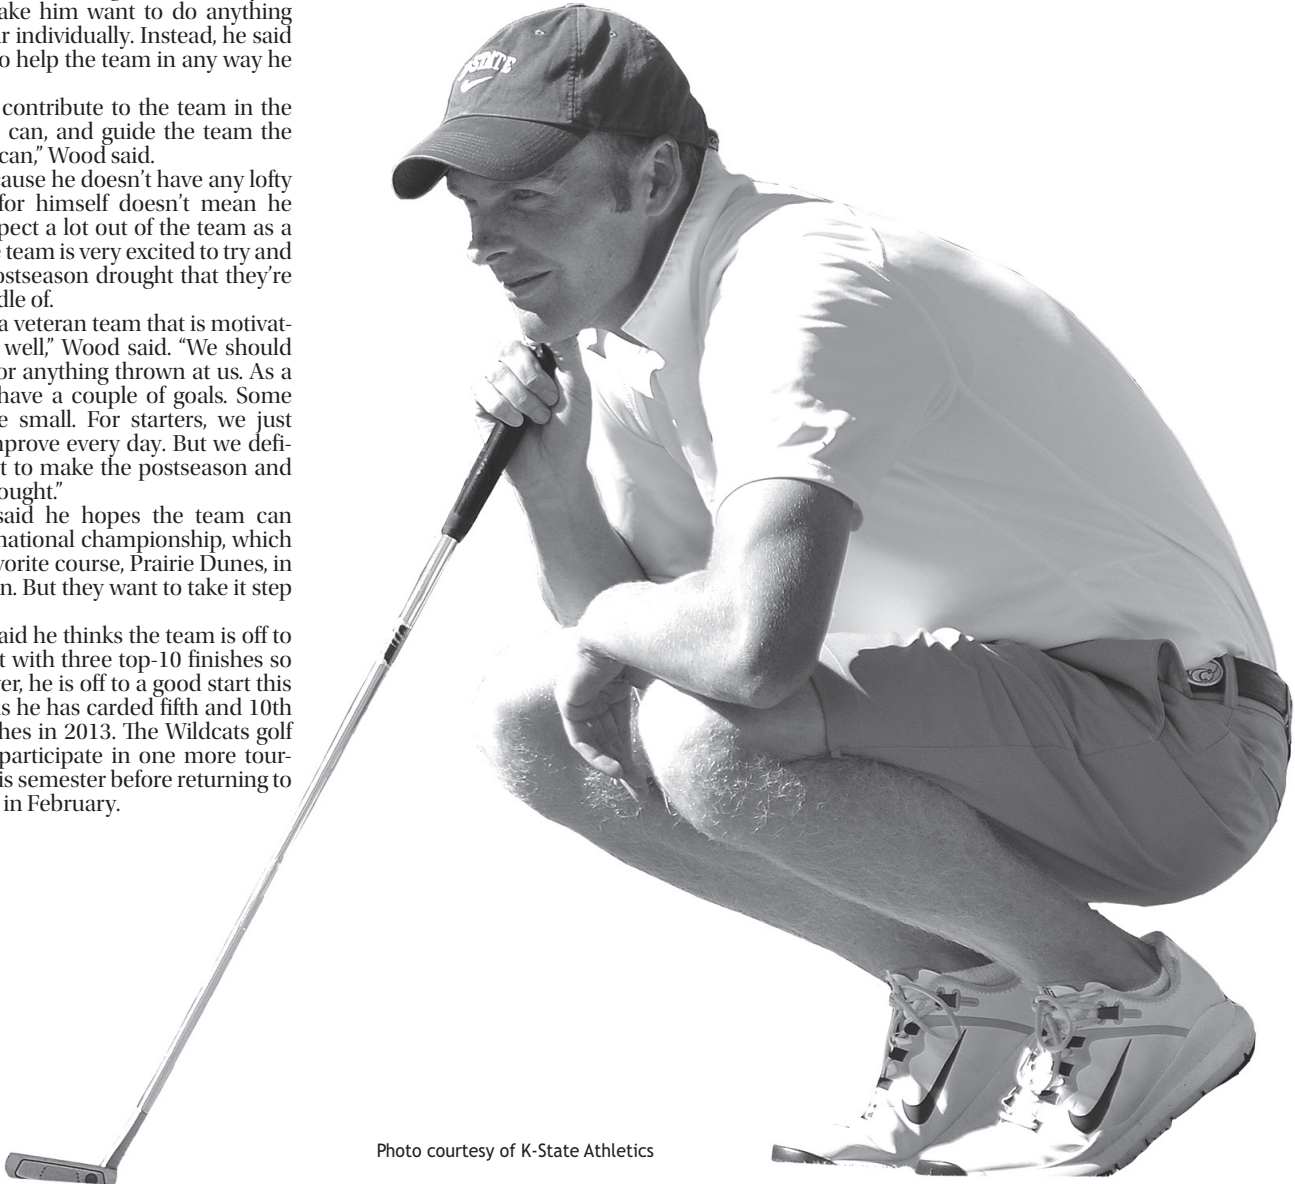 ake him want to do anything
r individually. Instead, he said
o help the team in any way he
contribute to the team in the
can, and guide the team the
can,” Wood said.
cause he doesn’t have any lofty
for himself doesn’t mean he
pect a lot out of the team as a
e team is very excited to try and
ostseason drought that they’re
dle of.
a veteran team that is motivat-
well,” Wood said. “We should
or anything thrown at us. As a
have a couple of goals. Some
e small. For starters, we just
mprove every day. But we defi-
t to make the postseason and
ought.”
said he hopes the team can
national championship, which
vorite course, Prairie Dunes, in
n. But they want to take it step
aid he thinks the team is off to
t with three top-10 finishes so
ver, he is off to a good start this
s he has carded fifth and 10th
hes in 2013. The Wildcats golf
participate in one more tour-
is semester before returning to
in February.
Photo courtesy of K-State Athletics